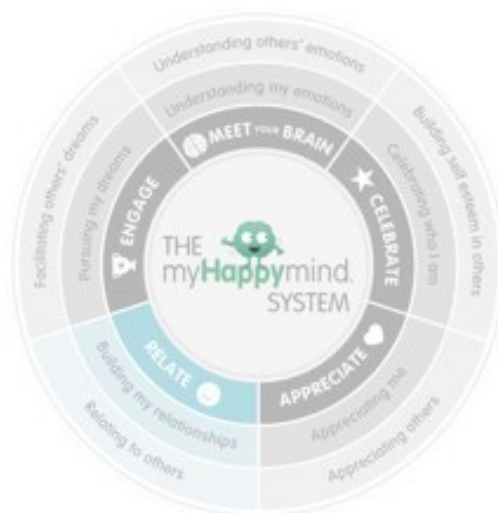 Understanding others' emotions
Understanding my emotions
MEET YOUR BRAIN
Building self esteem in others
Celebrating who I am
CELEBRATE
Appreciating others
Appreciating me
APPRECIATE
Relating to others
Building my relationships
RELATE
Facilitating others' dreams
Pursuing my dreams
ENGAGE
THE
myHappymind.
SYSTEM